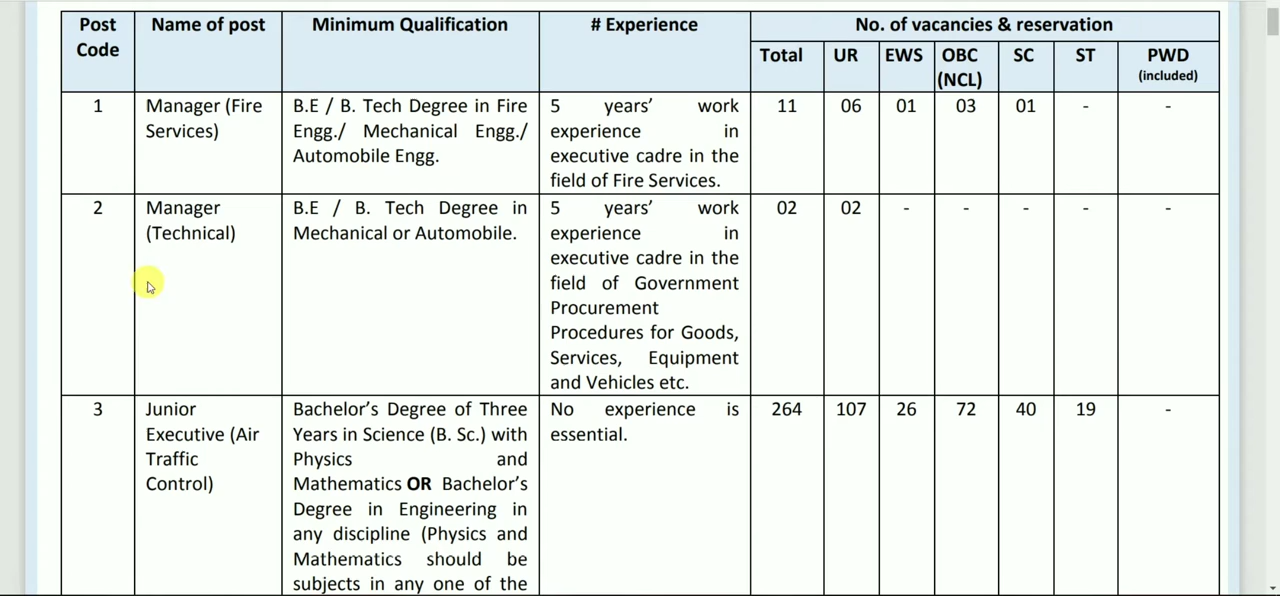 Post Code | Name of post | Minimum Qualification | # Experience | No. of vacancies & reservation
Total | UR | EWS | OBC (NCL) | SC | ST | PWD (included)
1
Manager (Fire
Services)
B.E / B. Tech Degree in Fire
Engg./ Mechanical Engg./
Automobile Engg.
5 years’ work
experience in
executive cadre in the
field of Fire Services.
11 06 01 03 01 - -
2
Manager
(Technical)
B.E / B. Tech Degree in
Mechanical or Automobile.
5 years’ work
experience in
executive cadre in the
field of Government
Procurement
Procedures for Goods,
Services, Equipment
and Vehicles etc.
02 02 - - - - -
3
Junior
Executive (Air
Traffic
Control)
Bachelor’s Degree of Three
Years in Science (B. Sc.) with
Physics and
Mathematics OR Bachelor’s
Degree in Engineering in
any discipline (Physics and
Mathematics should be
subjects in any one of the
No experience is
essential.
264 107 26 72 40 19 -